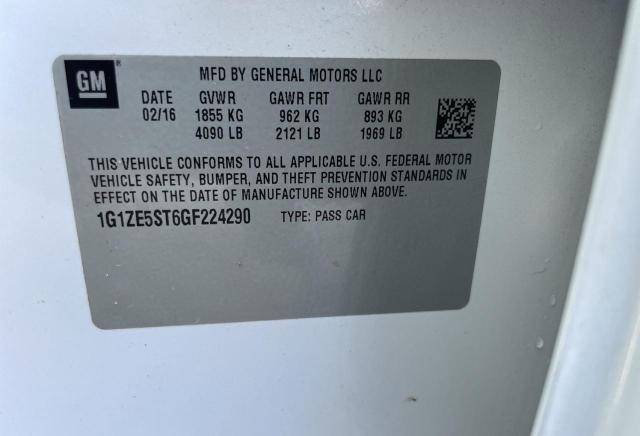 GM ®
MFD BY GENERAL MOTORS LLC
DATE GVWR GAWR FRT GAWR RR
02/16 1855 KG 962 KG 893 KG
4090 LB 2121 LB 1969 LB
THIS VEHICLE CONFORMS TO ALL APPLICABLE U.S. FEDERAL MOTOR
VEHICLE SAFETY, BUMPER, AND THEFT PREVENTION STANDARDS IN
EFFECT ON THE DATE OF MANUFACTURE SHOWN ABOVE.
1G1ZE5ST6GF224290 TYPE: PASS CAR